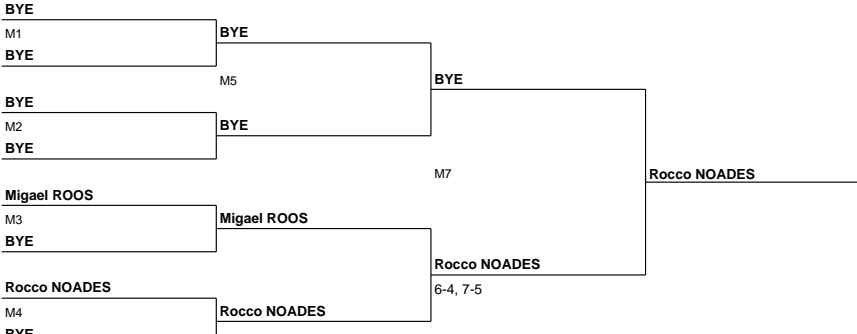 BYE
M1
BYE
BYE
M5
BYE
BYE
M2
BYE
BYE
M7
Rocco NOADES
Migael ROOS
M3
Migael ROOS
BYE
Rocco NOADES
6-4, 7-5
Rocco NOADES
M4
Rocco NOADES
BYE